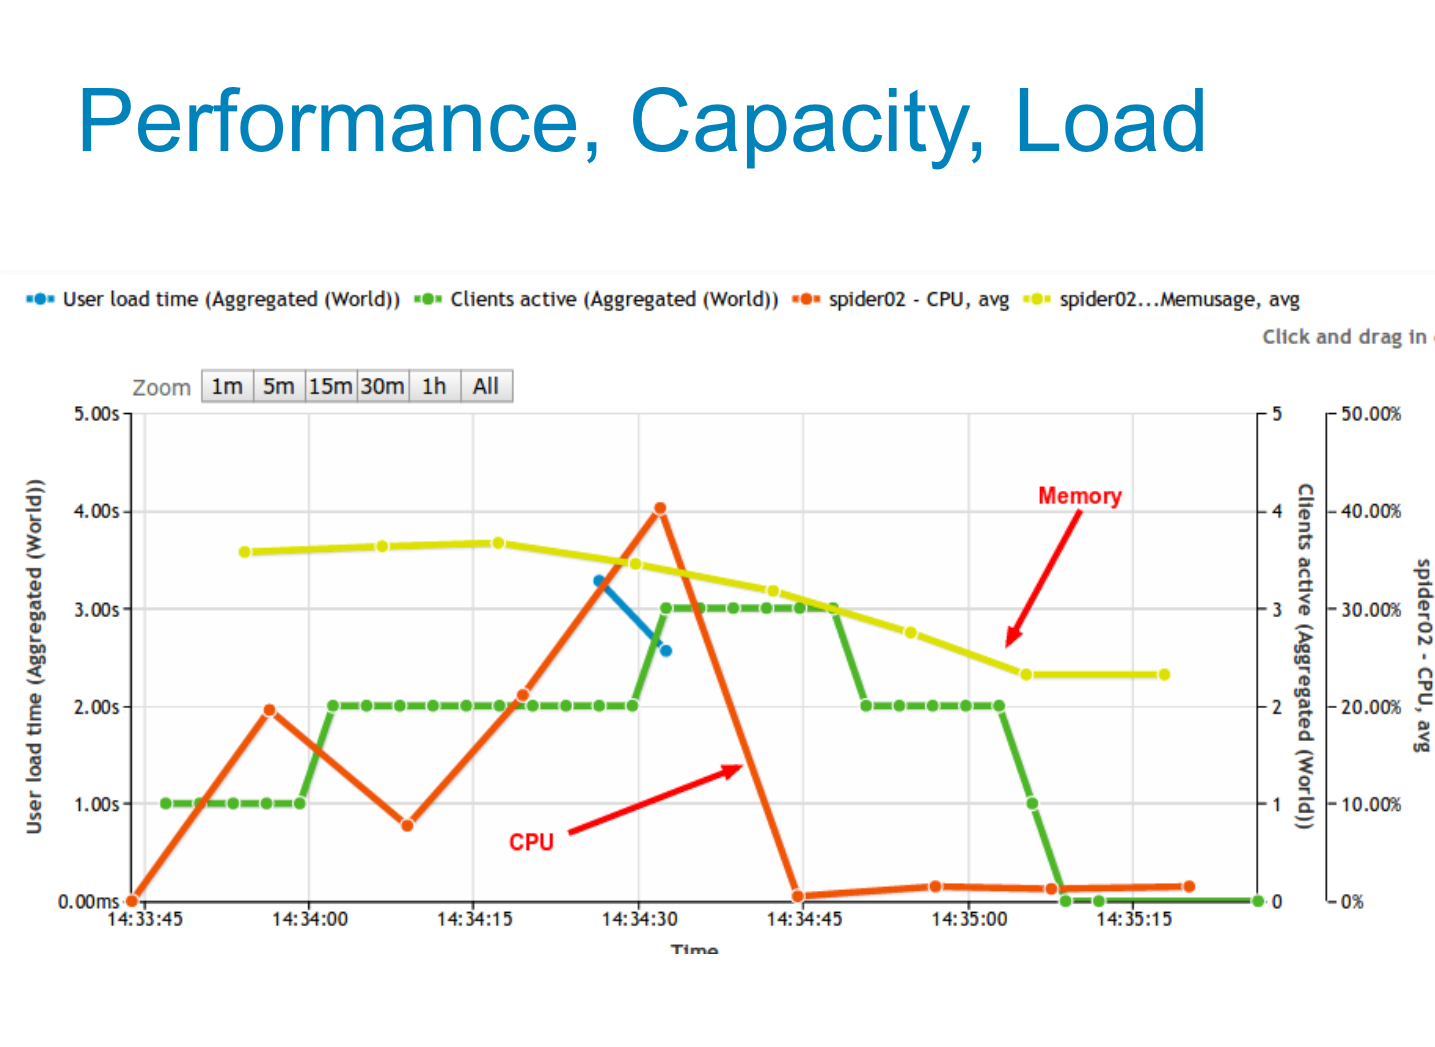 Performance, Capacity, Load
User load time (Aggregated (World)) Clients active (Aggregated (World)) spider02 - CPU, avg spider02...Memusage, avg
Click and drag in
Zoom 1m 5m 15m 30m 1h All
5.00s
4.00s
3.00s
2.00s
1.00s
0.00ms
User load time (Aggregated (World))
Memory
CPU
5
4
3
2
1
0
Clients active (Aggregated (World))
50.00%
40.00%
30.00%
20.00%
10.00%
0%
spider02 - CPU, avg
14:33:45 14:34:00 14:34:15 14:34:30 14:34:45 14:35:00 14:35:15
Time